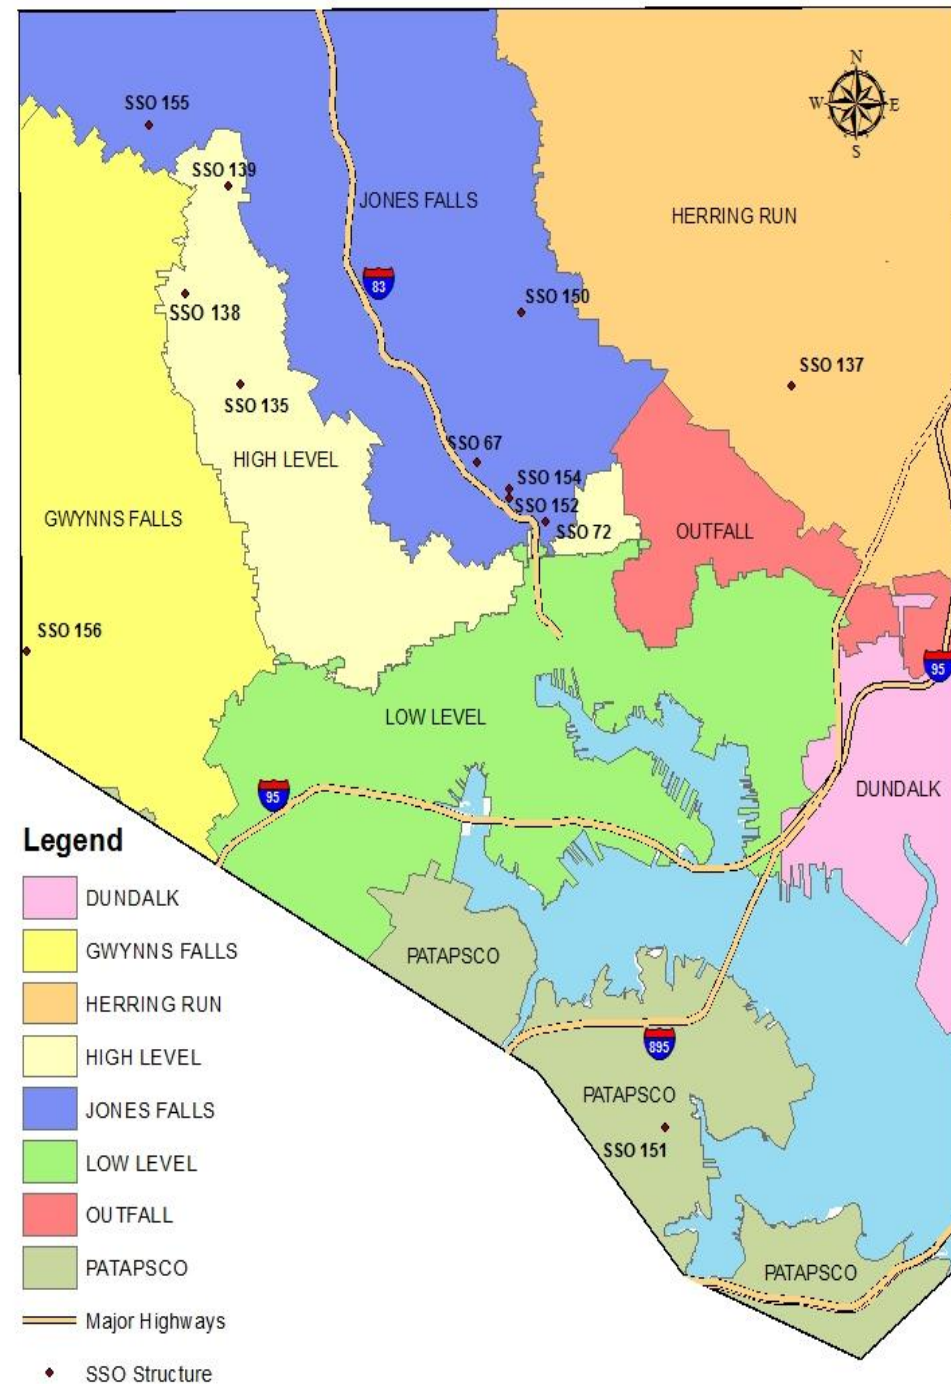 SSO 155
N
W
E
S
SSO 139
JONES FALLS
HERRING RUN
83
SSO 150
SSO 138
SSO 137
SSO 135
SSO 67
HIGH LEVEL
SSO 154
SSO 152
GWYNNS FALLS
SSO 72
OUTFALL
SSO 156
95
LOW LEVEL
95
DUNDALK
Legend
DUNDALK
GWYNNS FALLS
PATAPSCO
HERRING RUN
895
HIGH LEVEL
PATAPSCO
JONES FALLS
SSO 151
LOW LEVEL
OUTFALL
PATAPSCO
PATAPSCO
Major Highways
SSO Structure